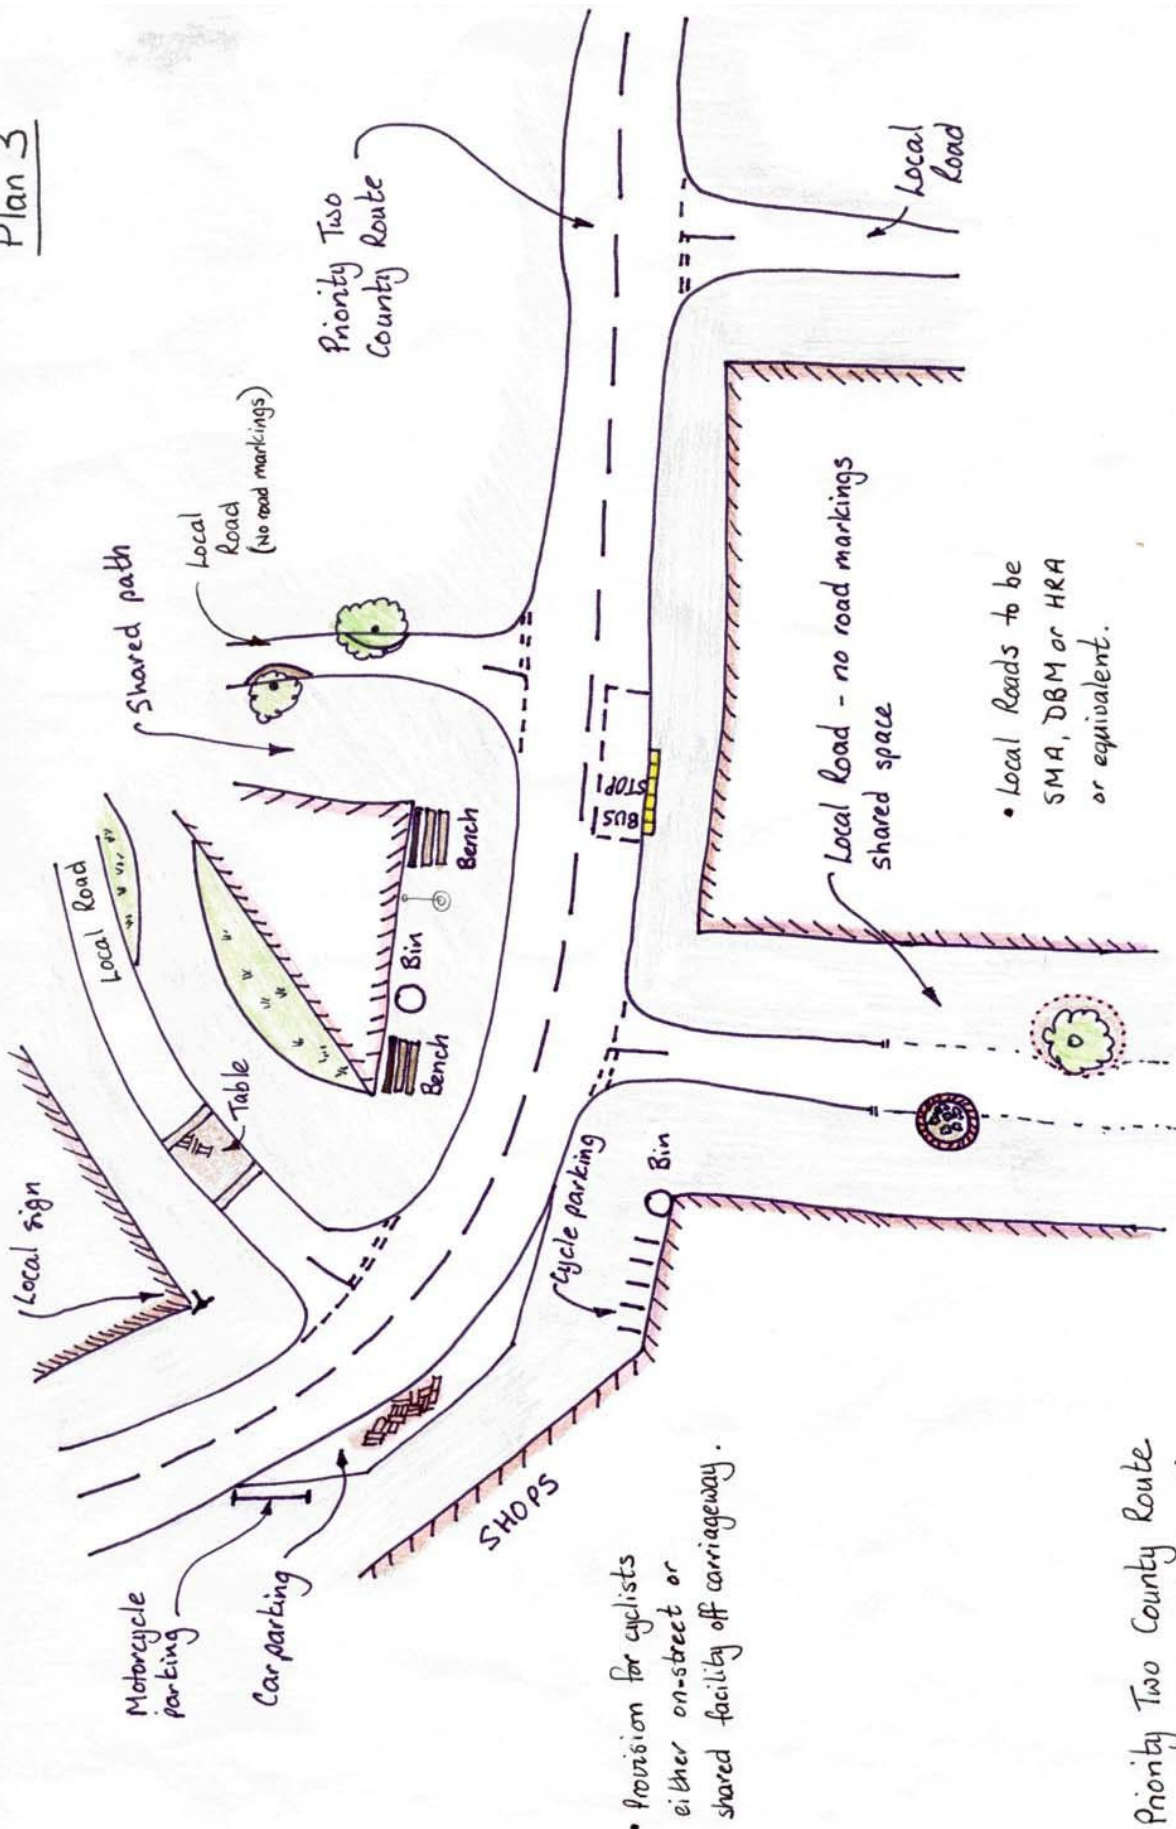 Plan 3
Local sign
Local Road
Shared path
Local
Road
(No road markings)
Priority Two
County Route
Table
Bench
Bin
Bench
Motorcycle
parking
Car parking
BUS
STOP
Local
Road
Cycle parking
Bin
SHOPS
Local Road - no road markings
shared space
• Provision for cyclists
either on-street or
shared facility off carriageway.
• Local Roads to be
SMA, DBM or HRA
or equivalent.
Priority Two County Route